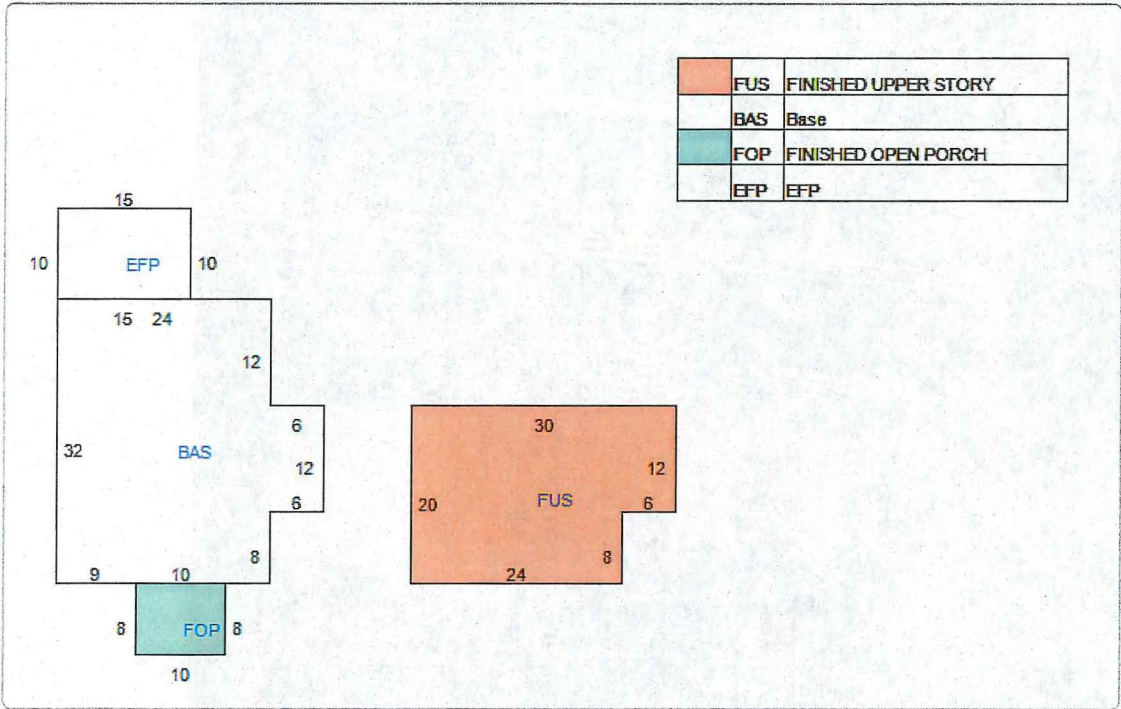 FUS FINISHED UPPER STORY
BAS Base
FOP FINISHED OPEN PORCH
EFP EFP
15
10 EFP 10
15 24
12
6
32 BAS 12
6
8
9 10
8 FOP 8
10
30
12
20 FUS 6
8
24